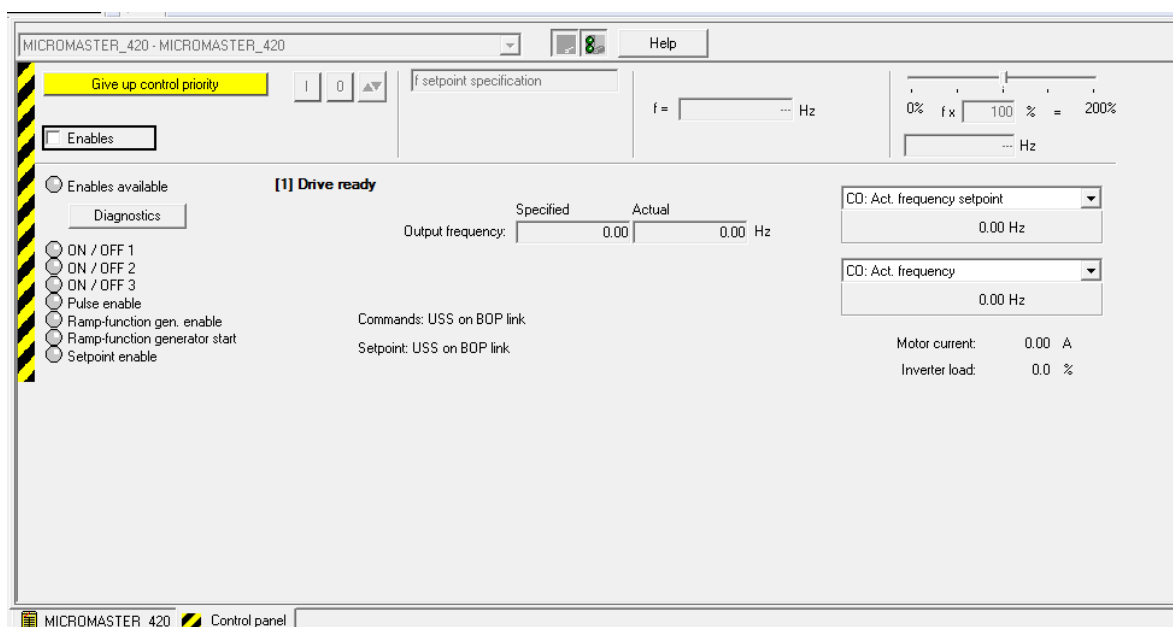 MICROMASTER_420 - MICROMASTER_420 Help
Give up control priority I 0 f setpoint specification
f = --- Hz
0% f x 100 % = 200%
Enables
--- Hz
Enables available [1] Drive ready
Diagnostics
Specified Actual
Output frequency: 0.00 0.00 Hz
CO: Act. frequency setpoint
0.00 Hz
ON / OFF 1
ON / OFF 2
ON / OFF 3
Pulse enable
Ramp-function gen. enable
Ramp-function generator start
Setpoint enable
Commands: USS on BOP link
Setpoint: USS on BOP link
CO: Act. frequency
0.00 Hz
Motor current: 0.00 A
Inverter load: 0.0 %
MICROMASTER_420 Control panel